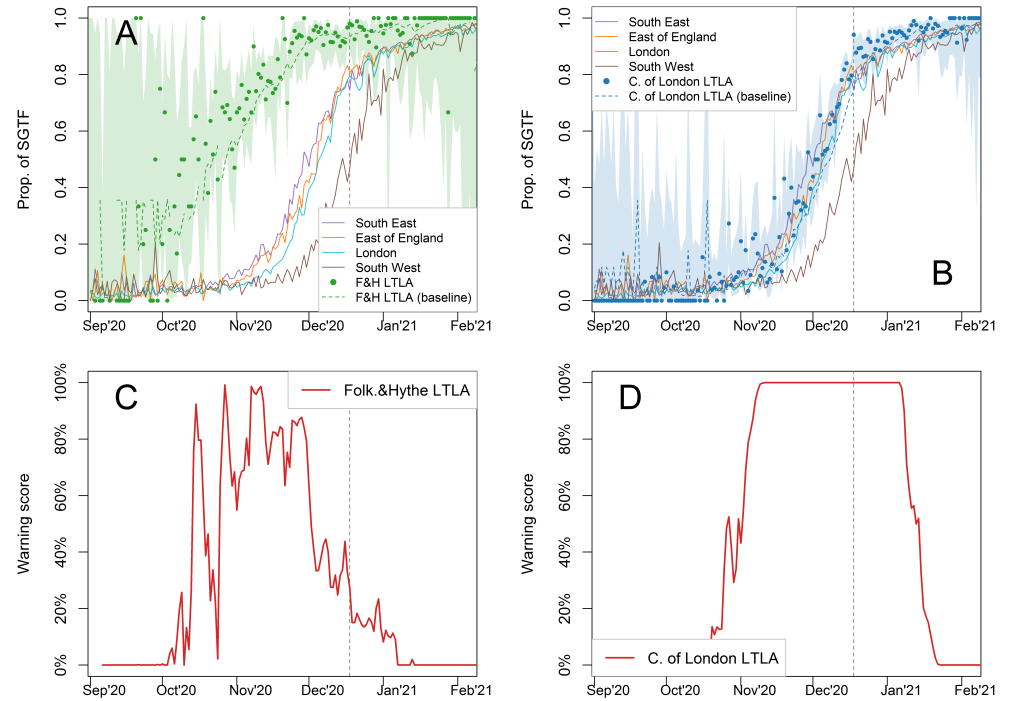 A
Prop. of SGTF
1.0
0.8
0.6
0.4
0.2
0.0
South East
East of England
London
South West
F&H LTLA
F&H LTLA (baseline)
Sep'20 Oct'20 Nov'20 Dec'20 Jan'21 Feb'21
Prop. of SGTF
1.0
0.8
0.6
0.4
0.2
0.0
South East
East of England
London
South West
C. of London LTLA
C. of London LTLA (baseline)
B
Sep'20 Oct'20 Nov'20 Dec'20 Jan'21 Feb'21
C
Folk.&Hythe LTLA
Warning score
100%
80%
60%
40%
20%
0%
Sep'20 Oct'20 Nov'20 Dec'20 Jan'21 Feb'21
D
Warning score
100%
80%
60%
40%
20%
0%
C. of London LTLA
Sep'20 Oct'20 Nov'20 Dec'20 Jan'21 Feb'21